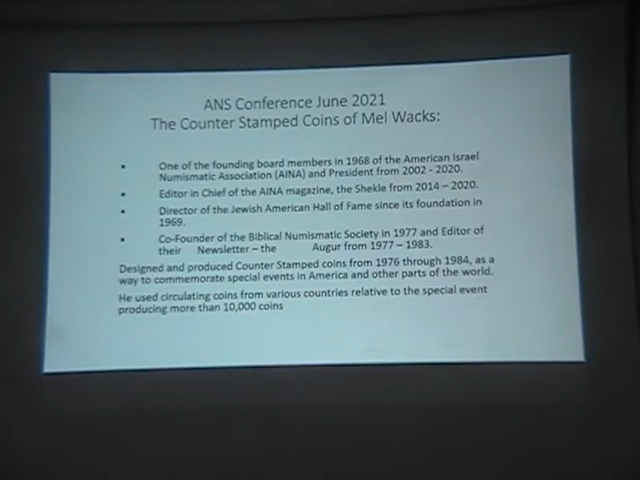 ANS Conference June 2021
The Counter Stamped Coins of Mel Wacks:
• One of the founding board members in 1968 of the American Israel
Numismatic Association (AINA) and President from 2002 - 2020.
• Editor in Chief of the AINA magazine, the Shekle from 2014 – 2020.
• Director of the Jewish American Hall of Fame since its foundation in
1969.
• Co-Founder of the Biblical Numismatic Society in 1977 and Editor of
their Newsletter – the Augur from 1977 – 1983.
Designed and produced Counter Stamped coins from 1976 through 1984, as a
way to commemorate special events in America and other parts of the world.
He used circulating coins from various countries relative to the special event
producing more than 10,000 coins